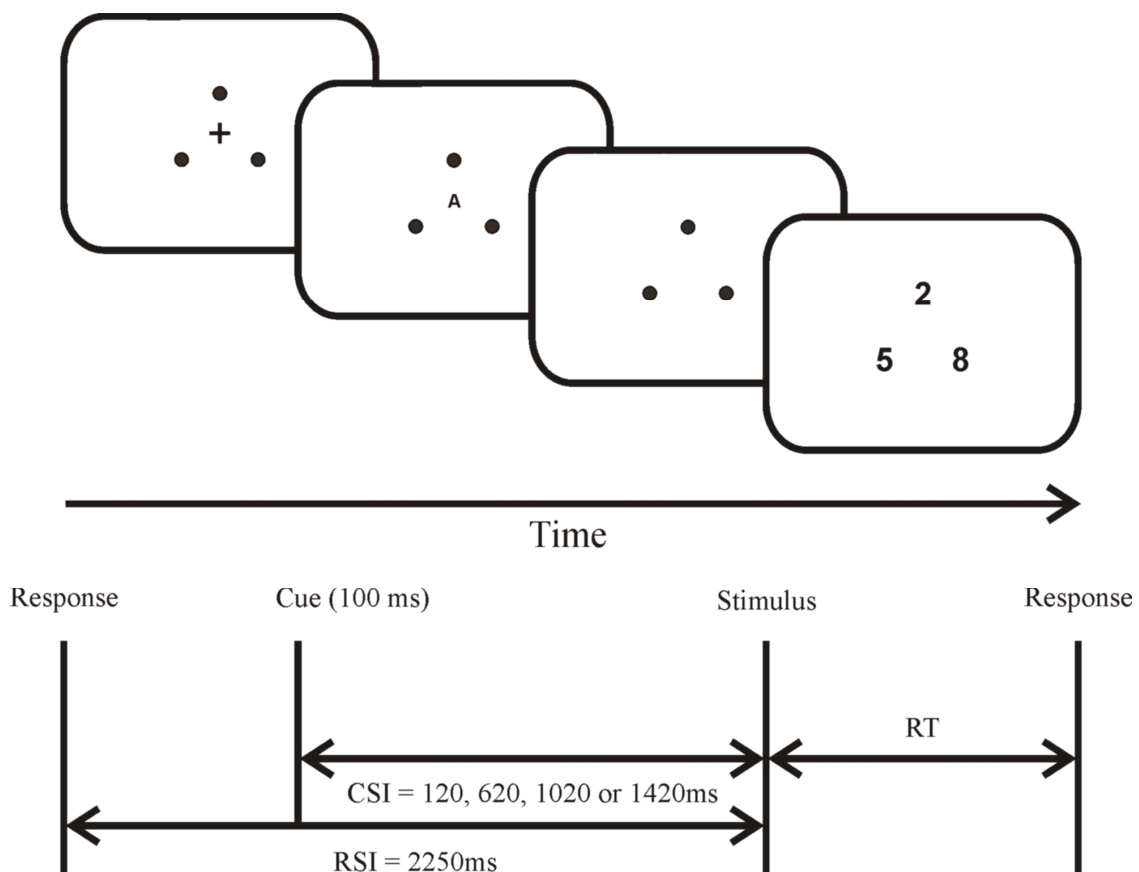 +
A
2
5 8
Time
Response Cue (100 ms) Stimulus Response
RT
CSI = 120, 620, 1020 or 1420ms
RSI = 2250ms